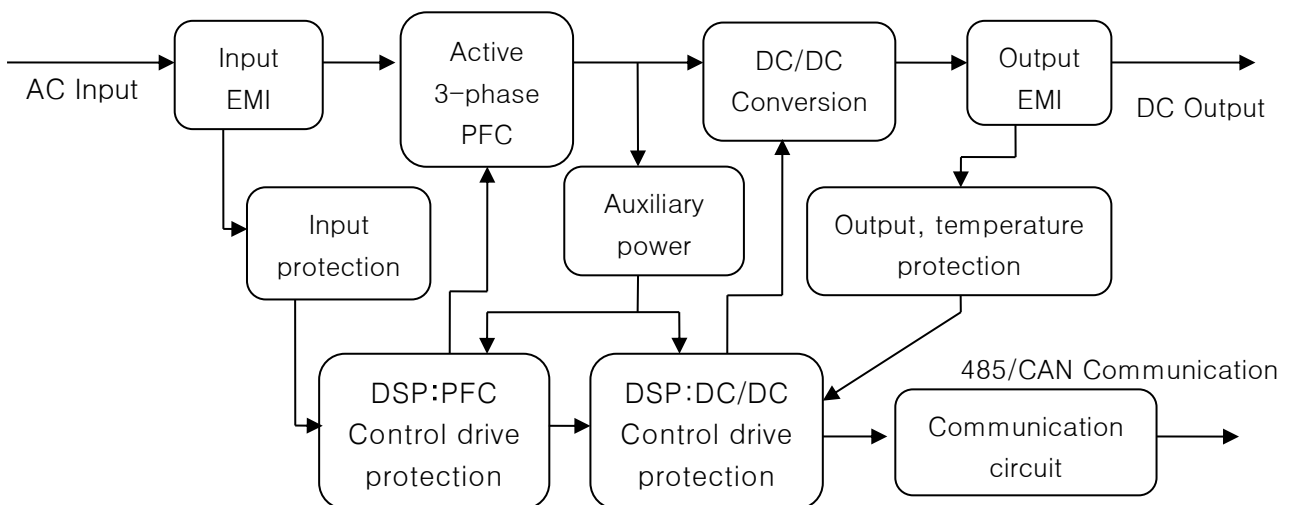 AC Input
Input
EMI
Active
3-phase
PFC
DC/DC
Conversion
Output
EMI
DC Output
Input
protection
Auxiliary
power
Output, temperature
protection
DSP:PFC
Control drive
protection
DSP:DC/DC
Control drive
protection
485/CAN Communication
Communication
circuit